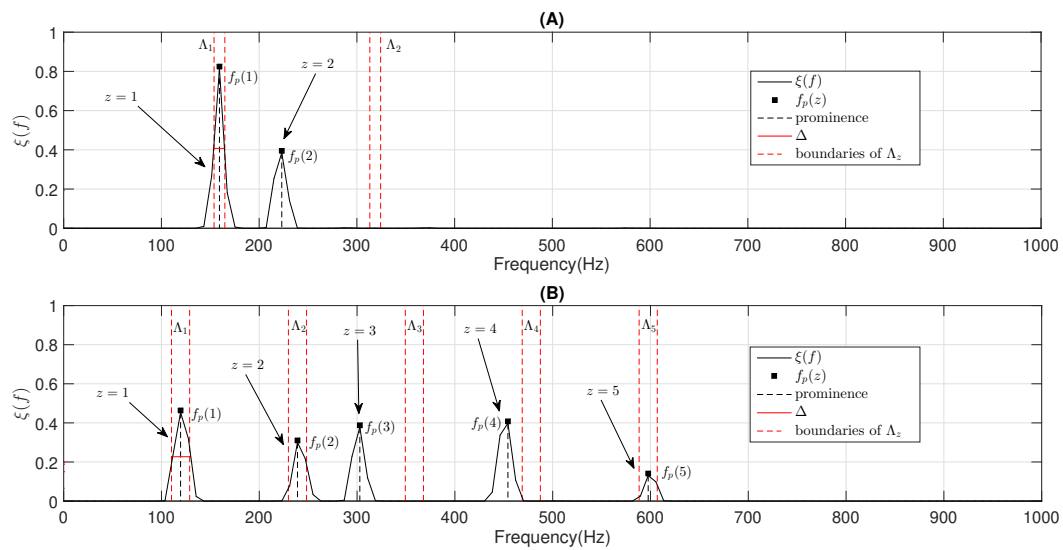 (A)
1
0.8
0.6
0.4
0.2
0
ξ(f)
Λ₁
Λ₂
z = 1
z = 2
fₚ(1)
fₚ(2)
ξ(f)
fₚ(z)
prominence
Δ
boundaries of Λ_z
0 100 200 300 400 500 600 700 800 900 1000
Frequency(Hz)
(B)
1
0.8
0.6
0.4
0.2
0
ξ(f)
Λ₁
Λ₂
Λ₃
Λ₄
Λ₅
z = 1
z = 2
z = 3
z = 4
z = 5
fₚ(1)
fₚ(2)
fₚ(3)
fₚ(4)
fₚ(5)
ξ(f)
fₚ(z)
prominence
Δ
boundaries of Λ_z
0 100 200 300 400 500 600 700 800 900 1000
Frequency(Hz)